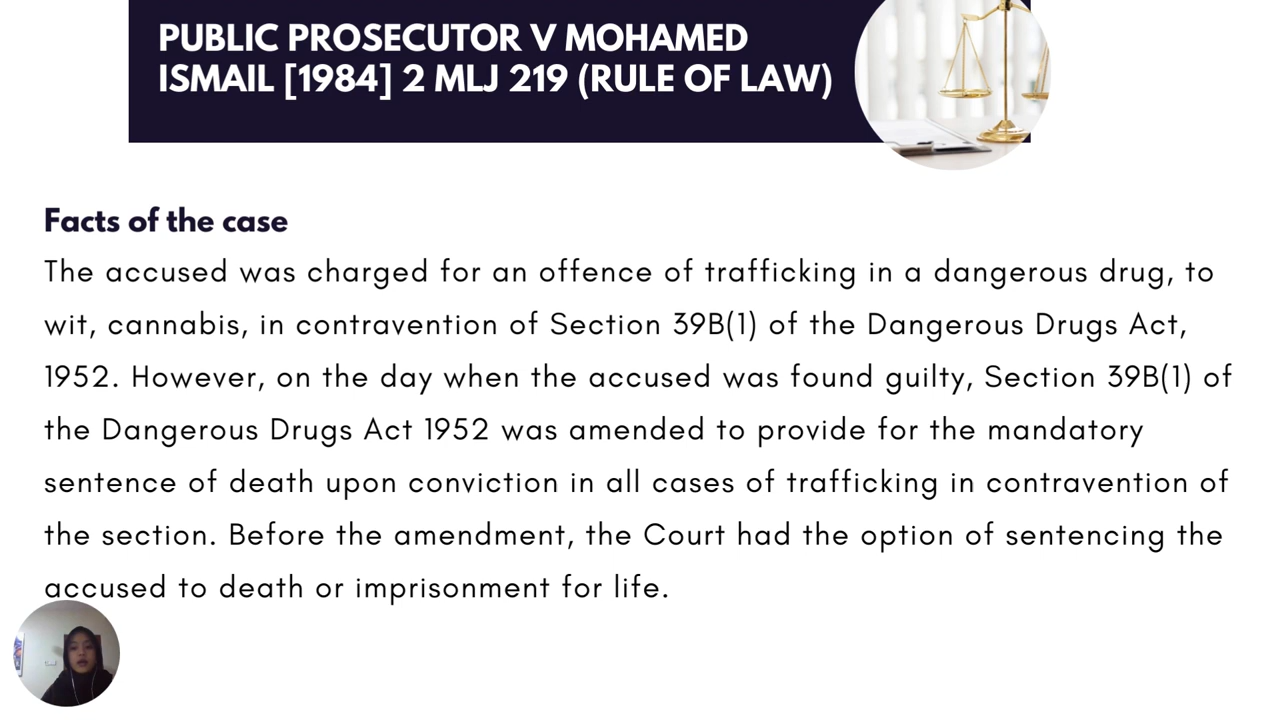 PUBLIC PROSECUTOR V MOHAMED
ISMAIL [1984] 2 MLJ 219 (RULE OF LAW)
Facts of the case
The accused was charged for an offence of trafficking in a dangerous drug, to
wit, cannabis, in contravention of Section 39B(1) of the Dangerous Drugs Act,
1952. However, on the day when the accused was found guilty, Section 39B(1) of
the Dangerous Drugs Act 1952 was amended to provide for the mandatory
sentence of death upon conviction in all cases of trafficking in contravention of
the section. Before the amendment, the Court had the option of sentencing the
accused to death or imprisonment for life.